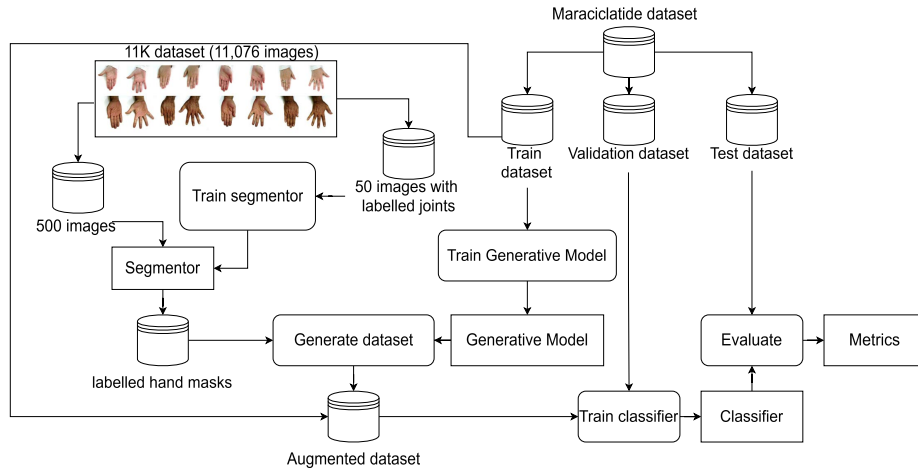 Maraciclatide dataset
11K dataset (11,076 images)
Train
dataset
Validation dataset
Test dataset
50 images with
labelled joints
Train segmentor
500 images
Segmentor
Train Generative Model
labelled hand masks
Generate dataset
Generative Model
Evaluate
Metrics
Augmented dataset
Train classifier
Classifier